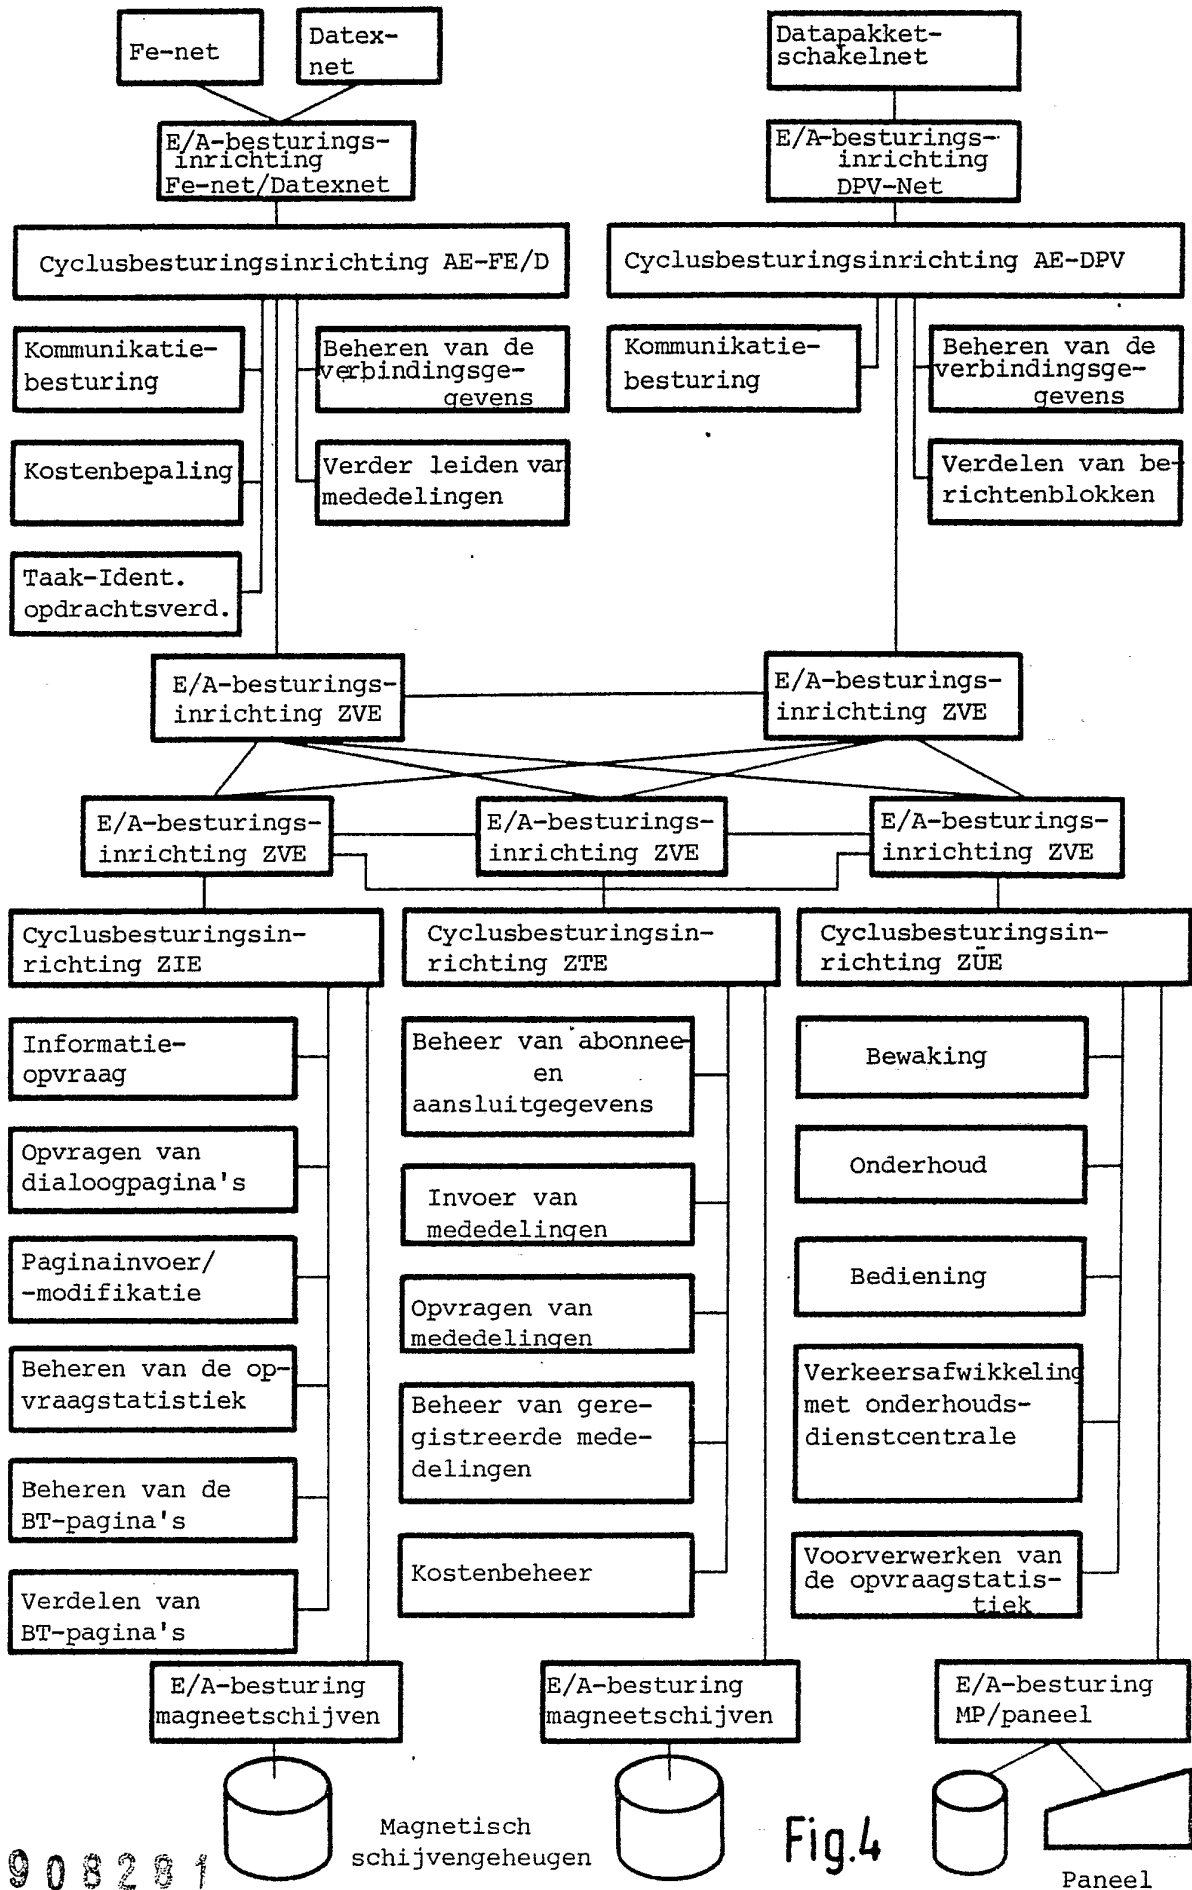 Fe-net
Datex-
net
Datapakket-
schakelnet
E/A-besturings-
inrichting
Fe-net/Datexnet
E/A-besturings-
inrichting
DPV-Net
Cyclusbesturingsinrichting AE-FE/D
Cyclusbesturingsinrichting AE-DPV
Kommunikatie-
besturing
Beheren van de
verbindingsge-
gevens
Kommunikatie-
besturing
Beheren van de
verbindingsge-
gevens
Kostenbepaling
Verder leiden van
mededelingen
Verdelen van be-
richtenblokken
Taak-Ident.
opdrachtsverd.
E/A-besturings-
inrichting ZVE
E/A-besturings-
inrichting ZVE
E/A-besturings-
inrichting ZVE
E/A-besturings-
inrichting ZVE
E/A-besturings-
inrichting ZVE
Cyclusbesturingsin-
richting ZIE
Cyclusbesturingsin-
richting ZTE
Cyclusbesturingsin-
richting ZÜE
Informatie-
opvraag
Opvragen van
dialoogpagina's
Paginainvoer/
-modifikatie
Beheren van de op-
vraagstatistiek
Beheren van de
BT-pagina's
Verdelen van
BT-pagina's
Beheer van abonnee-
en
aansluitgegevens
Invoer van
mededelingen
Opvragen van
mededelingen
Beheer van gere-
gistreerde mede-
delingen
Kostenbeheer
Bewaking
Onderhoud
Bediening
Verkeersafwikkeling
met onderhouds-
dienstcentrale
Voorverwerken van
de opvraagstatis-
tiek
E/A-besturing
magneetschijven
E/A-besturing
magneetschijven
E/A-besturing
MP/paneel
Magnetisch
schijvengeheugen
Fig.4
Paneel
908281